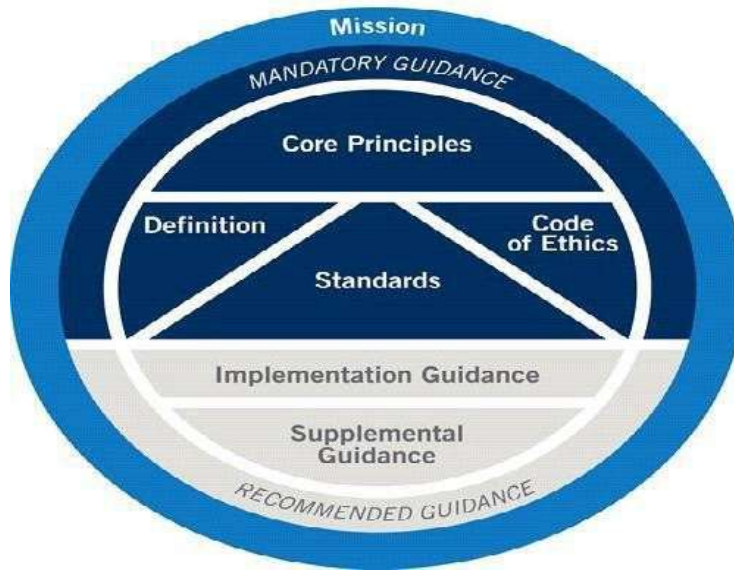 Mission
MANDATORY GUIDANCE
Core Principles
Definition
Code
of Ethics
Standards
Implementation Guidance
Supplemental
Guidance
RECOMMENDED GUIDANCE